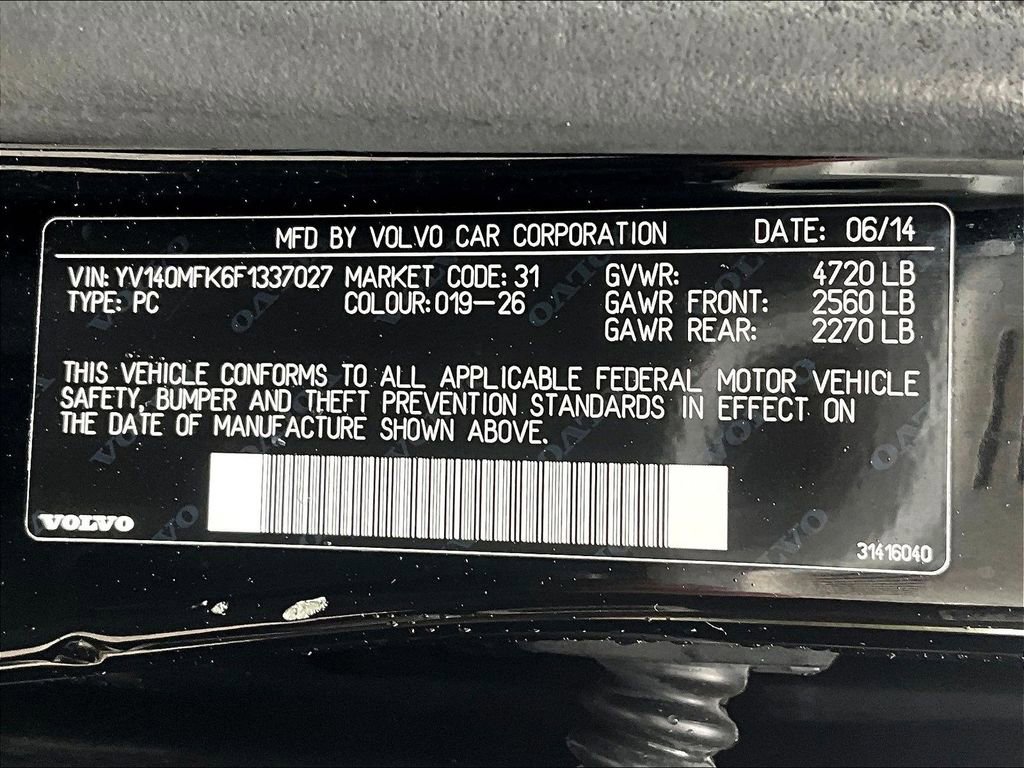 MFD BY VOLVO CAR CORPORATION DATE: 06/14
VIN: YV140MFK6F1337027 MARKET CODE: 31 GVWR: 4720 LB
TYPE: PC COLOUR: 019-26 GAWR FRONT: 2560 LB
GAWR REAR: 2270 LB
THIS VEHICLE CONFORMS TO ALL APPLICABLE FEDERAL MOTOR VEHICLE
SAFETY, BUMPER AND THEFT PREVENTION STANDARDS IN EFFECT ON
THE DATE OF MANUFACTURE SHOWN ABOVE.
VOLVO
31416040